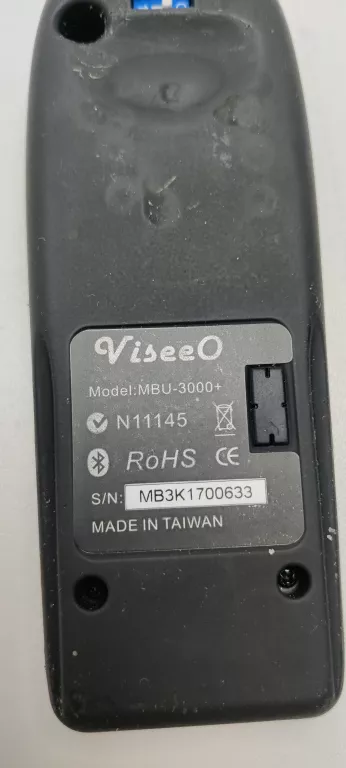 ViseeO
Model:MBU-3000+
N11145
RoHS CE
S/N: MB3K1700633
MADE IN TAIWAN